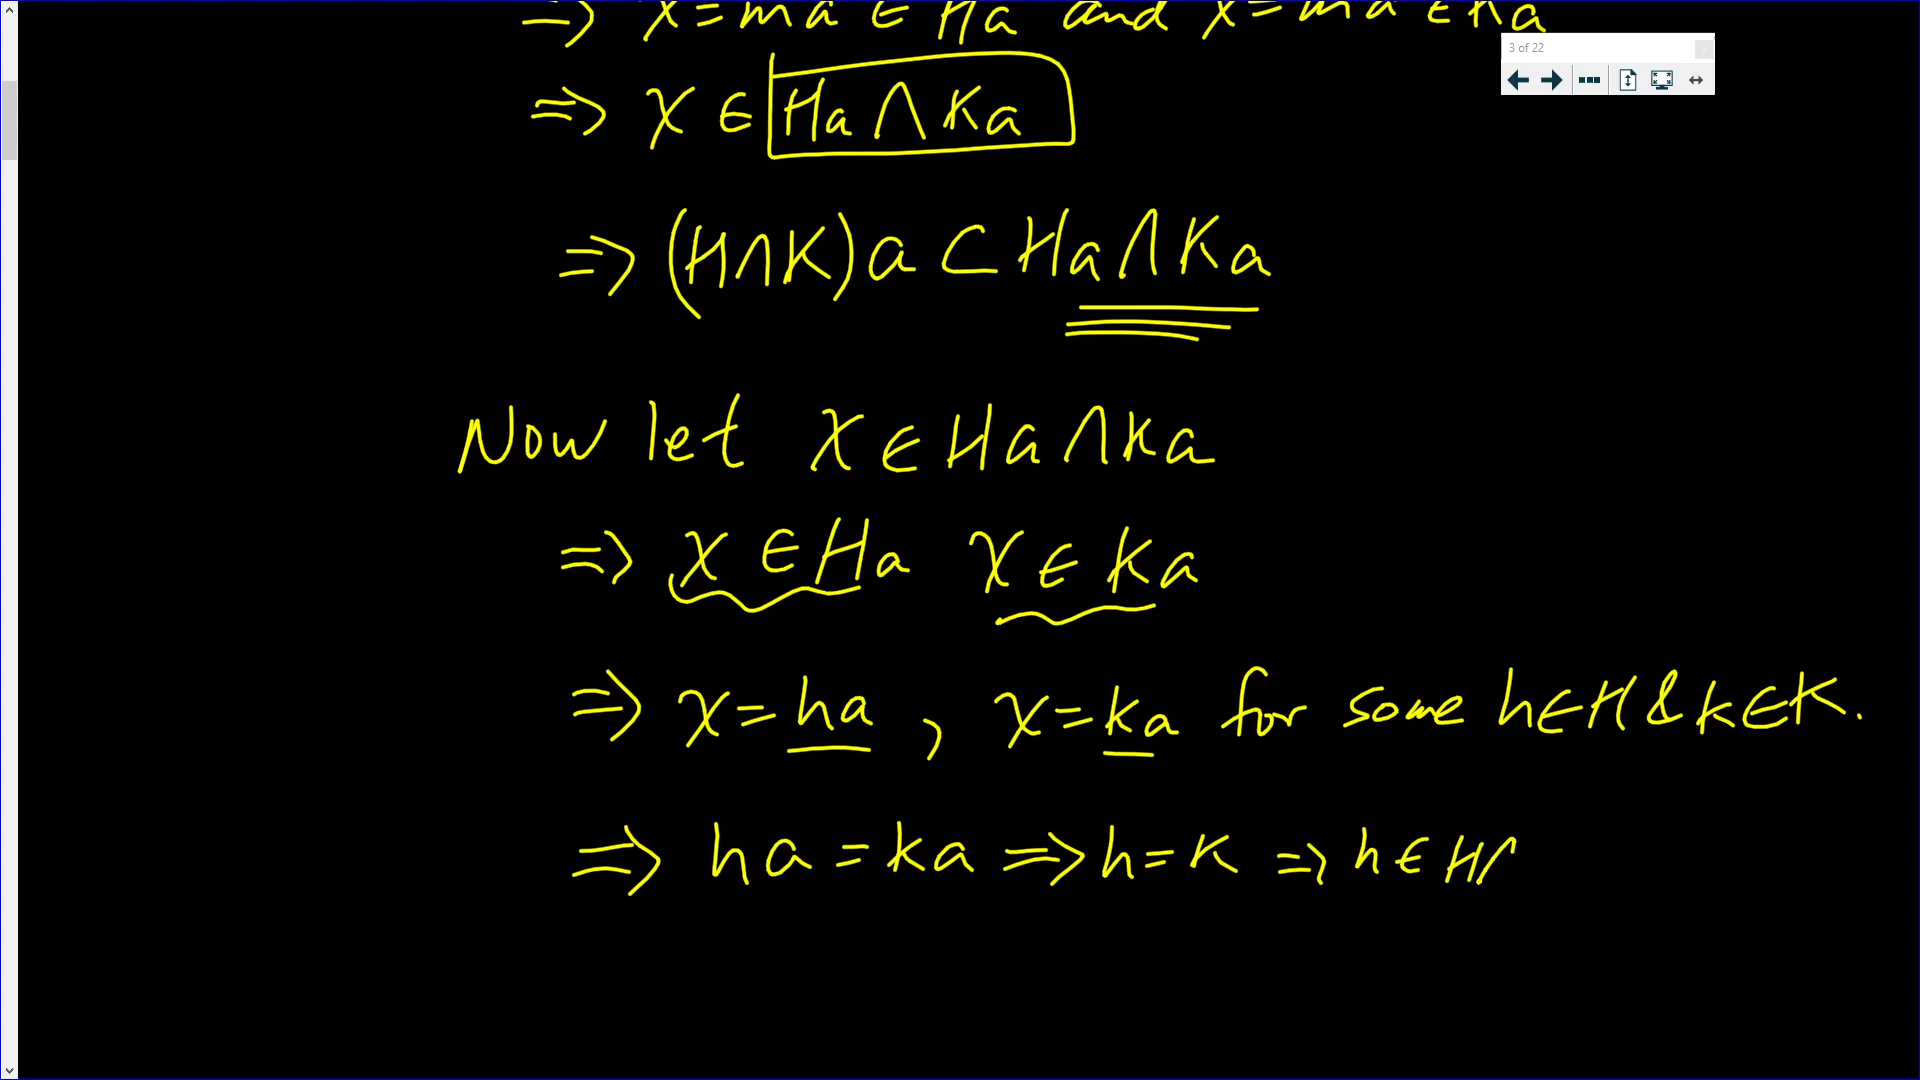 ⇒ x = ma ∈ Ha and x = ma ∈ Ka
3 of 22
⇒ x ∈ Ha ∩ Ka
⇒ (H∩K)a ⊂ Ha ∩ Ka
Now let x ∈ Ha ∩ Ka
⇒ x ∈ Ha x ∈ Ka
⇒ x = ha , x = ka for some h∈H & k∈K.
⇒ ha = ka ⇒ h = k ⇒ h ∈ H∩